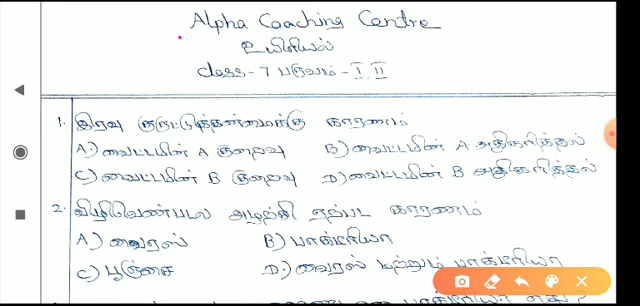 Alpha Coaching Centre
உயிரியல்
class - 7 பருவம் - I, II
1. இரவு குருட்டுத்தன்மைக்கு காரணம்
A) வைட்டமின் A குறைவு B) வைட்டமின் A அதிகரித்தல்
C) வைட்டமின் B குறைவு D) வைட்டமின் B அதிகரித்தல்
2. விழிவெண்படல அழற்சி ஏற்பட காரணம்
A) வைரஸ் B) பாக்டீரியா
C) பூஞ்சை D) வைரஸ் மற்றும் பாக்டீரியா